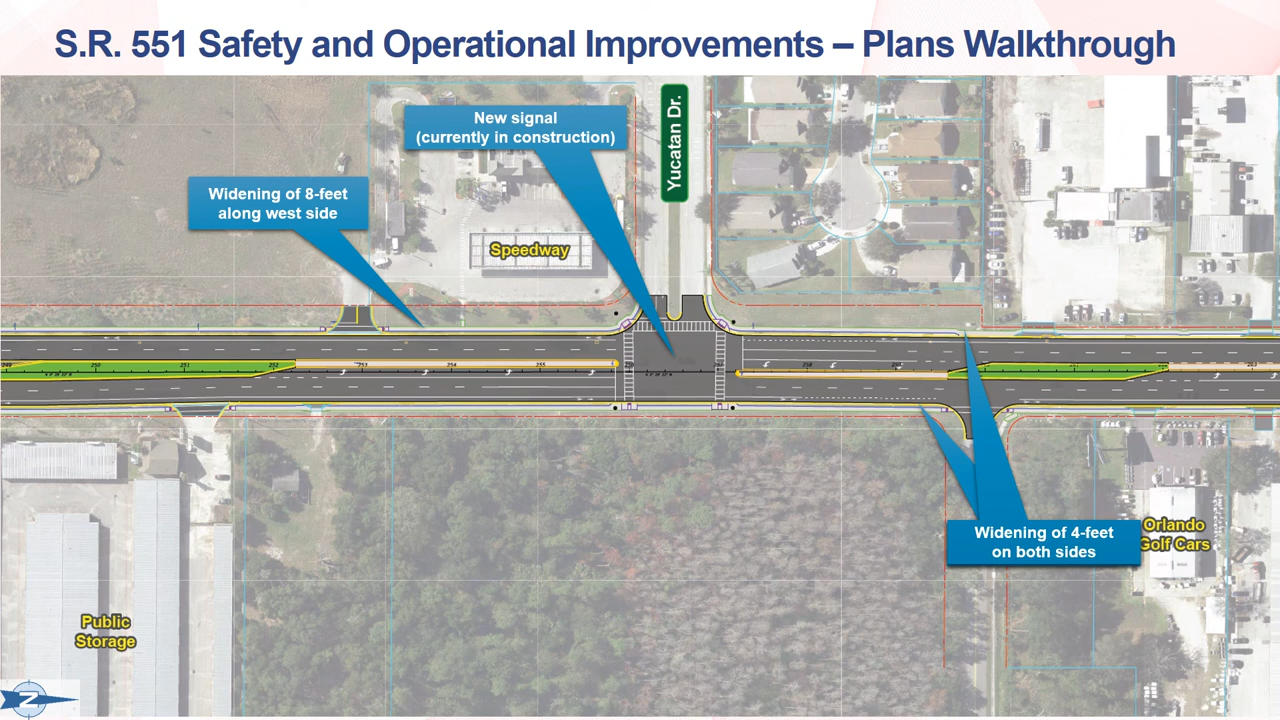 S.R. 551 Safety and Operational Improvements – Plans Walkthrough
New signal
(currently in construction)
Yucatan Dr.
Widening of 8-feet
along west side
Speedway
Widening of 4-feet
on both sides
Orlando
Golf Cars
Public
Storage
N